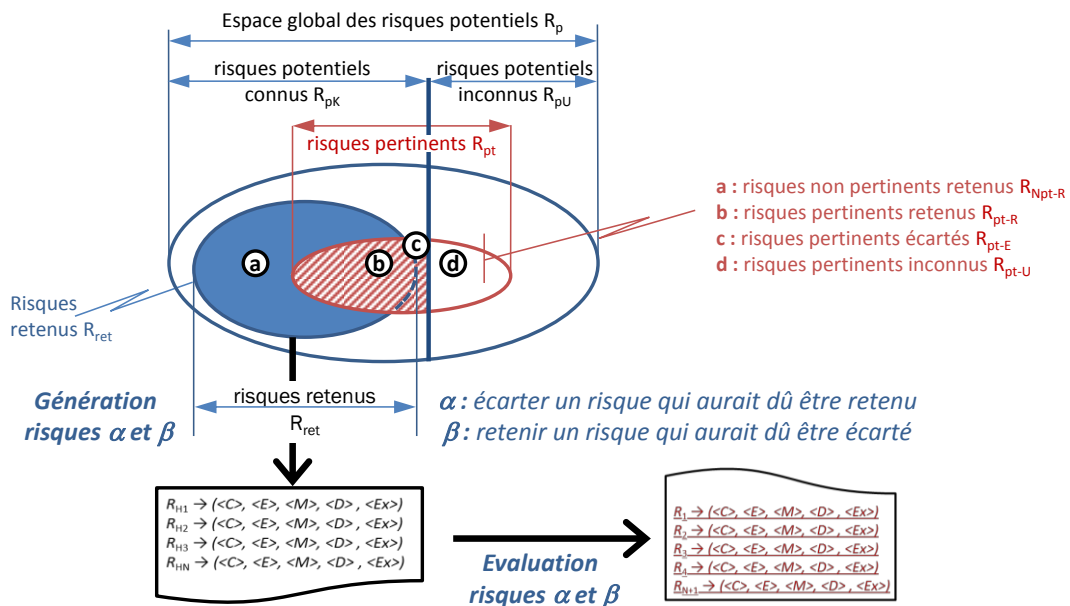 Espace global des risques potentiels Rp
risques potentiels
connus RpK
risques potentiels
inconnus RpU
risques pertinents Rpt
a : risques non pertinents retenus RNpt-R
b : risques pertinents retenus Rpt-R
c : risques pertinents écartés Rpt-E
d : risques pertinents inconnus Rpt-U
a
b
c
d
Risques
retenus Rret
Génération
risques α et β
risques retenus
Rret
α : écarter un risque qui aurait dû être retenu
β : retenir un risque qui aurait dû être écarté
RH1 → (<C>, <E>, <M>, <D> , <Ex>)
RH2 → (<C>, <E>, <M>, <D> , <Ex>)
RH3 → (<C>, <E>, <M>, <D> , <Ex>)
RHN → (<C>, <E>, <M>, <D> , <Ex>)
Evaluation
risques α et β
R1 → (<C>, <E>, <M>, <D> , <Ex>)
R2 → (<C>, <E>, <M>, <D> , <Ex>)
R3 → (<C>, <E>, <M>, <D> , <Ex>)
R4 → (<C>, <E>, <M>, <D> , <Ex>)
RN+1 → (<C>, <E>, <M>, <D> , <Ex>)